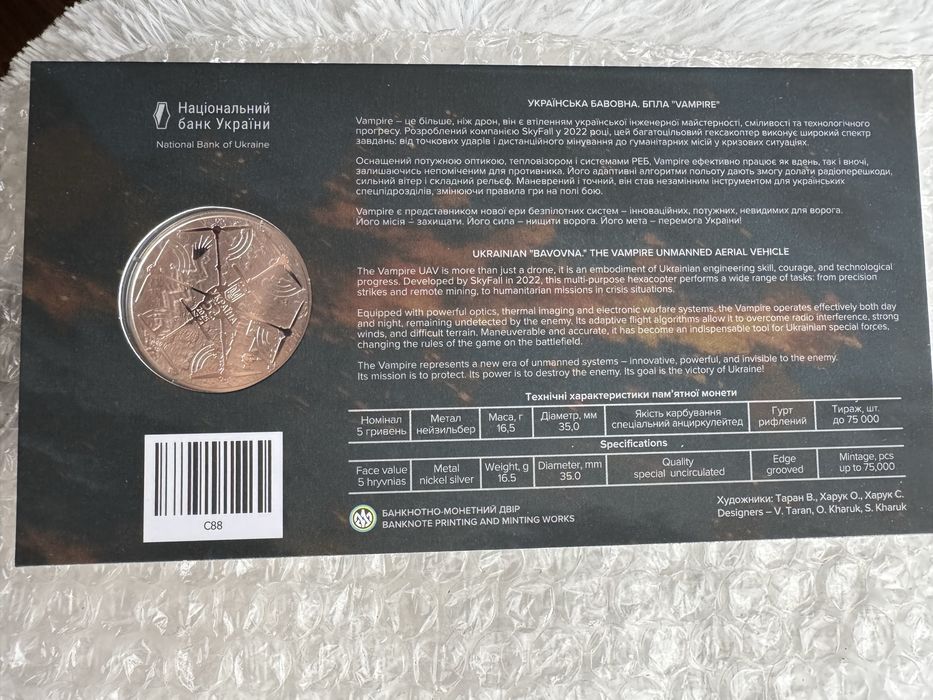 Національний
банк України
National Bank of Ukraine
УКРАЇНСЬКА БАВОВНА. БПЛА "VAMPIRE"
Vampire – це більше, ніж дрон, він є втіленням української інженерної майстерності, сміливості та технологічного
прогресу. Розроблений компанією SkyFall у 2022 році, цей багатоцільовий гексакоптер виконує широкий спектр
завдань: від точкових ударів і дистанційного мінування до гуманітарних місій у кризових ситуаціях.
Оснащений потужною оптикою, тепловізором і системами РЕБ, Vampire ефективно працює як вдень, так і вночі,
залишаючись непоміченим для противника. Його адаптивні алгоритми польоту дають змогу долати радіоперешкоди,
сильний вітер і складний рельєф. Маневрений і точний, він став незамінним інструментом для українських
спецпідрозділів, змінюючи правила гри на полі бою.
Vampire є представником нової ери безпілотних систем – інноваційних, потужних, невидимих для ворога.
Його місія – захищати. Його сила – нищити ворога. Його мета – перемога України!
UKRAINIAN "BAVOVNA." THE VAMPIRE UNMANNED AERIAL VEHICLE
The Vampire UAV is more than just a drone, it is an embodiment of Ukrainian engineering skill, courage, and technological
progress. Developed by SkyFall in 2022, this multi-purpose hexacopter performs a wide range of tasks: from precision
strikes and remote mining, to humanitarian missions in crisis situations.
Equipped with powerful optics, thermal imaging and electronic warfare systems, the Vampire operates effectively both day
and night, remaining undetected by the enemy. Its adaptive flight algorithms allow it to overcome radio interference, strong
winds, and difficult terrain. Maneuverable and accurate, it has become an indispensable tool for Ukrainian special forces,
changing the rules of the game on the battlefield.
The Vampire represents a new era of unmanned systems – innovative, powerful, and invisible to the enemy.
Its mission is to protect. Its power is to destroy the enemy. Its goal is the victory of Ukraine!
Технічні характеристики пам'ятної монети
Номінал Метал Маса, г Діаметр, мм Якість карбування Гурт Тираж, шт.
5 гривень нейзильбер 16,5 35,0 спеціальний анциркулейтед рифлений до 75 000
Specifications
Face value Metal Weight, g Diameter, mm Quality Edge Mintage, pcs
5 hryvnias nickel silver 16.5 35.0 special uncirculated grooved up to 75,000
БАНКНОТНО-МОНЕТНИЙ ДВІР
BANKNOTE PRINTING AND MINTING WORKS
Художники: Таран В., Харук О., Харук С.
Designers – V. Taran, O. Kharuk, S. Kharuk
УКРАЇНА
2025
C88